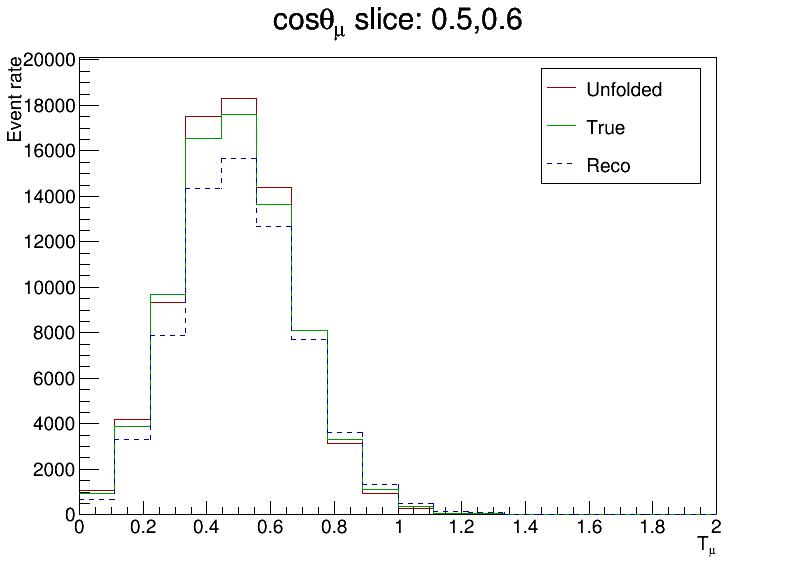 cosθμ slice: 0.5,0.6
Event rate
20000
18000
16000
14000
12000
10000
8000
6000
4000
2000
0
Unfolded
True
Reco
0 0.2 0.4 0.6 0.8 1 1.2 1.4 1.6 1.8 2
Tμ